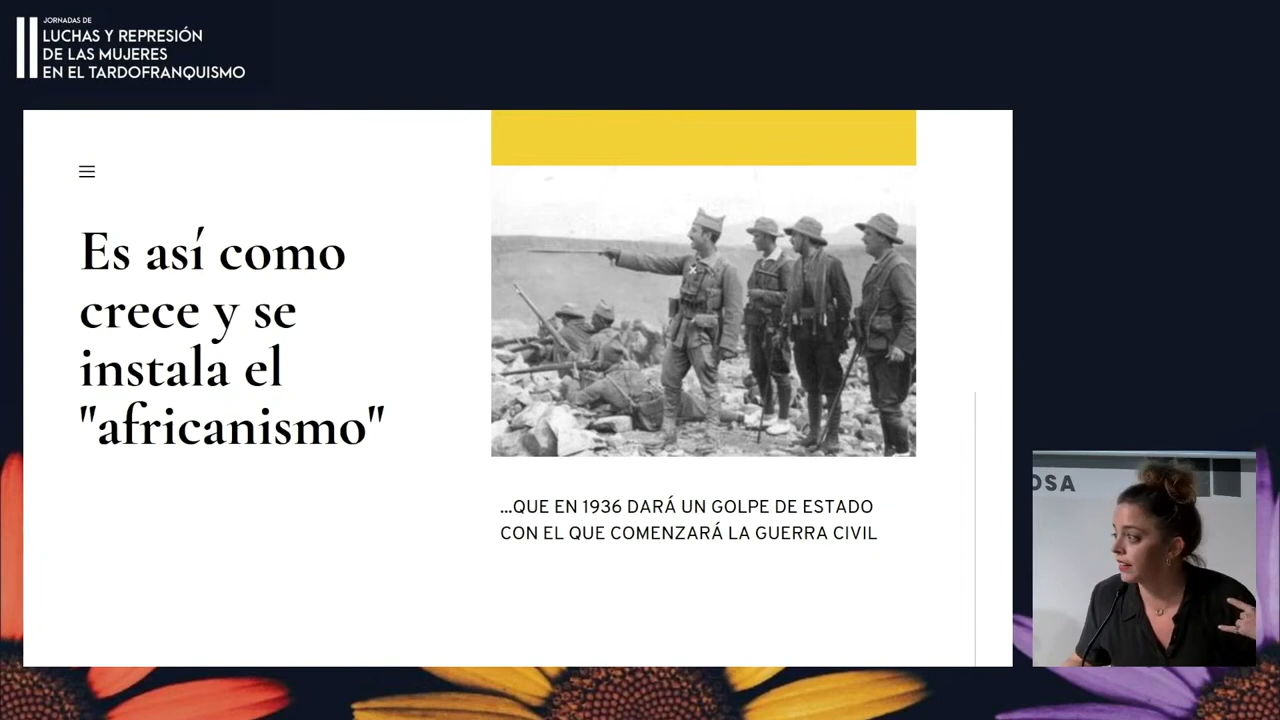 JORNADAS DE
LUCHAS Y REPRESIÓN
DE LAS MUJERES
EN EL TARDOFRANQUISMO
Es así como
crece y se
instala el
"africanismo"
...QUE EN 1936 DARÁ UN GOLPE DE ESTADO
CON EL QUE COMENZARÁ LA GUERRA CIVIL
OSA